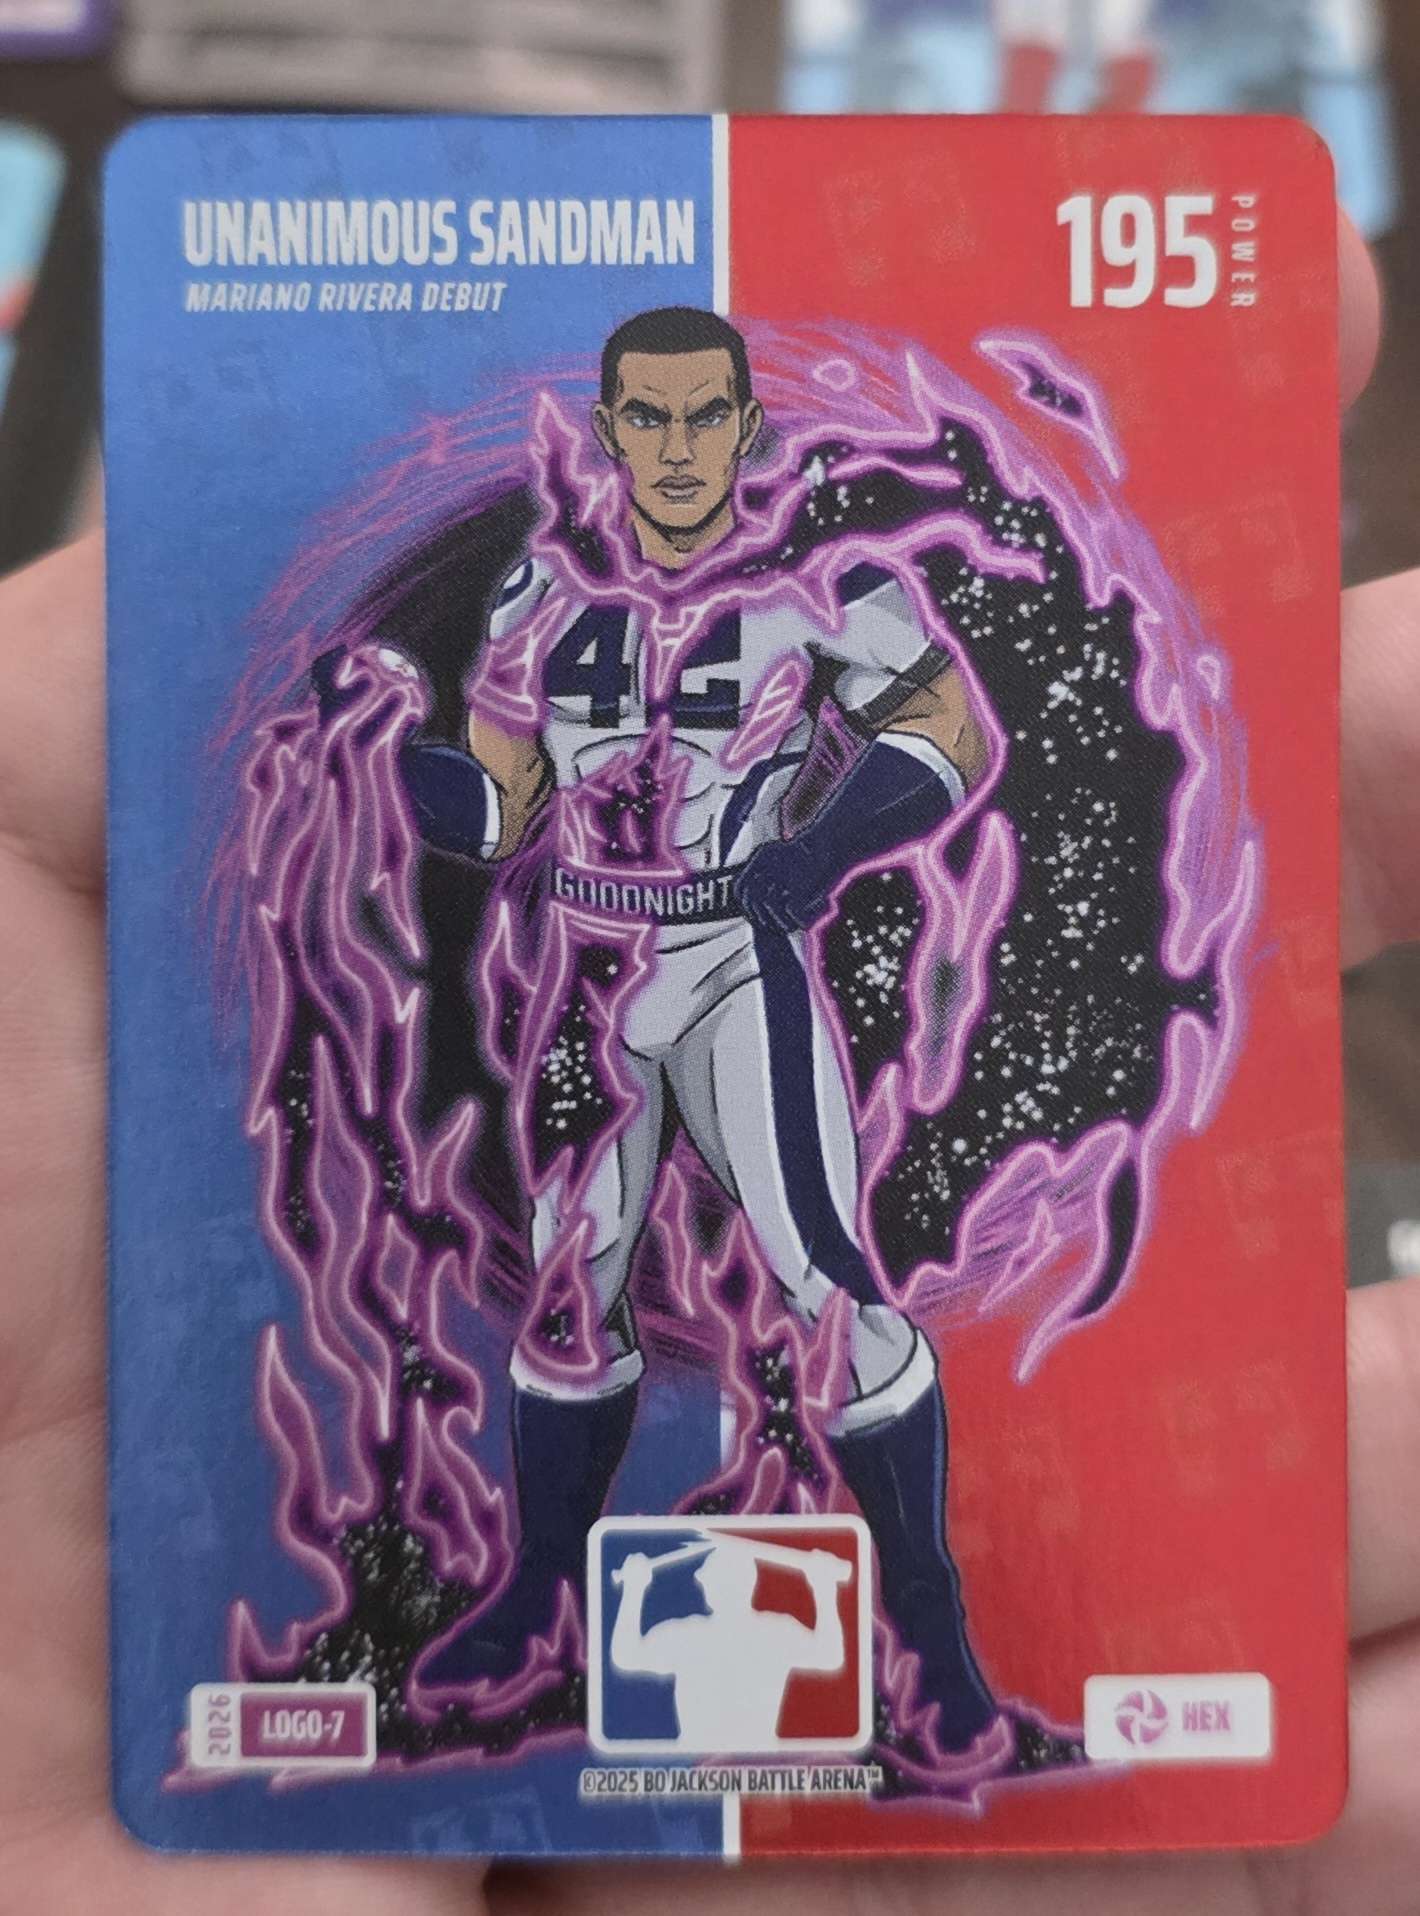 UNANIMOUS SANDMAN
MARIANO RIVERA DEBUT
195
POWER
42
GOODNIGHT
2026
LOGO-7
HEX
©2025 BO JACKSON BATTLE ARENA™